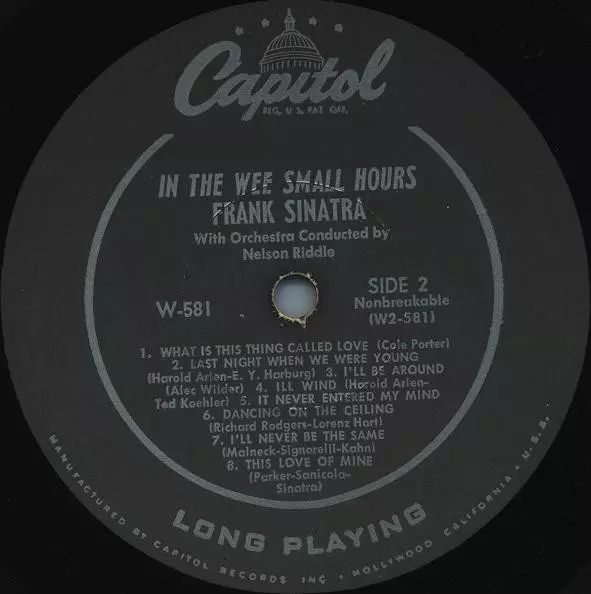 Capitol
REG. U.S. PAT. OFF.
IN THE WEE SMALL HOURS
FRANK SINATRA
With Orchestra Conducted by
Nelson Riddle
W-581
SIDE 2
Nonbreakable
(W2-581)
1. WHAT IS THIS THING CALLED LOVE (Cole Porter)
2. LAST NIGHT WHEN WE WERE YOUNG
(Harold Arlen-E. Y. Harburg) 3. I'LL BE AROUND
(Alec Wilder) 4. ILL WIND (Harold Arlen-
Ted Koehler) 5. IT NEVER ENTERED MY MIND
6. DANCING ON THE CEILING
(Richard Rodgers-Lorenz Hart)
7. I'LL NEVER BE THE SAME
(Malneck-Signorelli-Kahn)
8. THIS LOVE OF MINE
(Parker-Sanicola-
Sinatra)
LONG PLAYING
MANUFACTURED BY CAPITOL RECORDS INC • HOLLYWOOD CALIFORNIA • U.S.A.